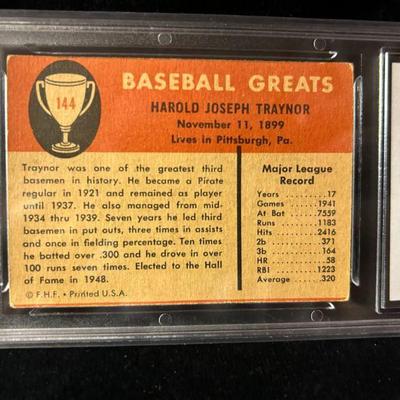 144
BASEBALL GREATS
HAROLD JOSEPH TRAYNOR
November 11, 1899
Lives in Pittsburgh, Pa.
Traynor was one of the greatest third
basemen in history. He became a Pirate
regular in 1921 and remained as player
until 1937. He also managed from mid-
1934 thru 1939. Seven years he led third
basemen in put outs, three times in assists
and once in fielding percentage. Ten times
he batted over .300 and he drove in over
100 runs seven times. Elected to the Hall
of Fame in 1948.
© F.H.F. • Printed U.S.A.
Major League
Record
Years ........ 17
Games ..... 1941
At Bat ..... 7559
Runs ....... 1183
Hits ......... 2416
2b ............ 371
3b ............ 164
HR ............. 58
RBI ......... 1223
Average ... .320